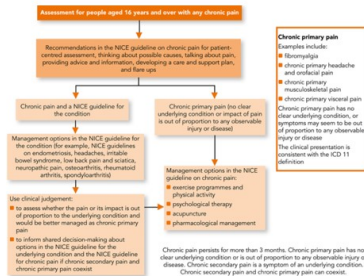 Assessment for people aged 16 years and over with any chronic pain
Recommendations in the NICE guideline on chronic pain for patient-
centred assessment, thinking about possible causes, talking about pain,
providing advice and information, developing a care and support plan,
and flare ups
Chronic pain and a NICE guideline for
the condition
Chronic primary pain (no clear
underlying condition or impact of pain
is out of proportion to any observable
injury or disease)
Management options in the NICE guideline
for the condition (for example, NICE guidelines
on endometriosis, headaches, irritable
bowel syndrome, low back pain and sciatica,
neuropathic pain, osteoarthritis, rheumatoid
arthritis, spondyloarthritis)
Management options in the NICE
guideline on chronic pain:
■ exercise programmes and
physical activity
■ psychological therapy
■ acupuncture
■ pharmacological management
Use clinical judgement:
■ to assess whether the pain or its impact is out
of proportion to the underlying condition and
would be better managed as chronic primary
pain
■ to inform shared decision-making about
options in the NICE guideline for the
underlying condition and the NICE guideline
for chronic pain if chronic secondary pain and
chronic primary pain coexist
Chronic primary pain
Examples include:
■ fibromyalgia
■ chronic primary headache
and orofacial pain
■ chronic primary
musculoskeletal pain
■ chronic primary visceral pain
Chronic primary pain has no
clear underlying condition, or
symptoms may seem to be out
of proportion to any observable
injury or disease
The clinical presentation is
consistent with the ICD 11
definition
Chronic pain persists for more than 3 months. Chronic primary pain has no
clear underlying condition or is out of proportion to any observable injury or
disease. Chronic secondary pain is a symptom of an underlying condition.
Chronic secondary pain and chronic primary pain can coexist.